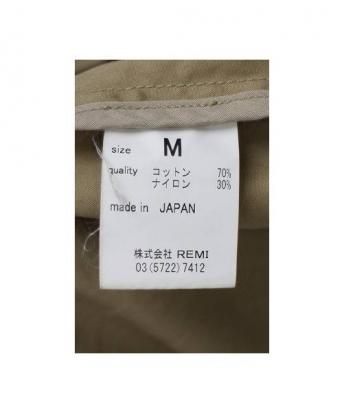 size M
quality コットン 70%
ナイロン 30%
made in JAPAN
株式会社 REMI
03(5722)7412